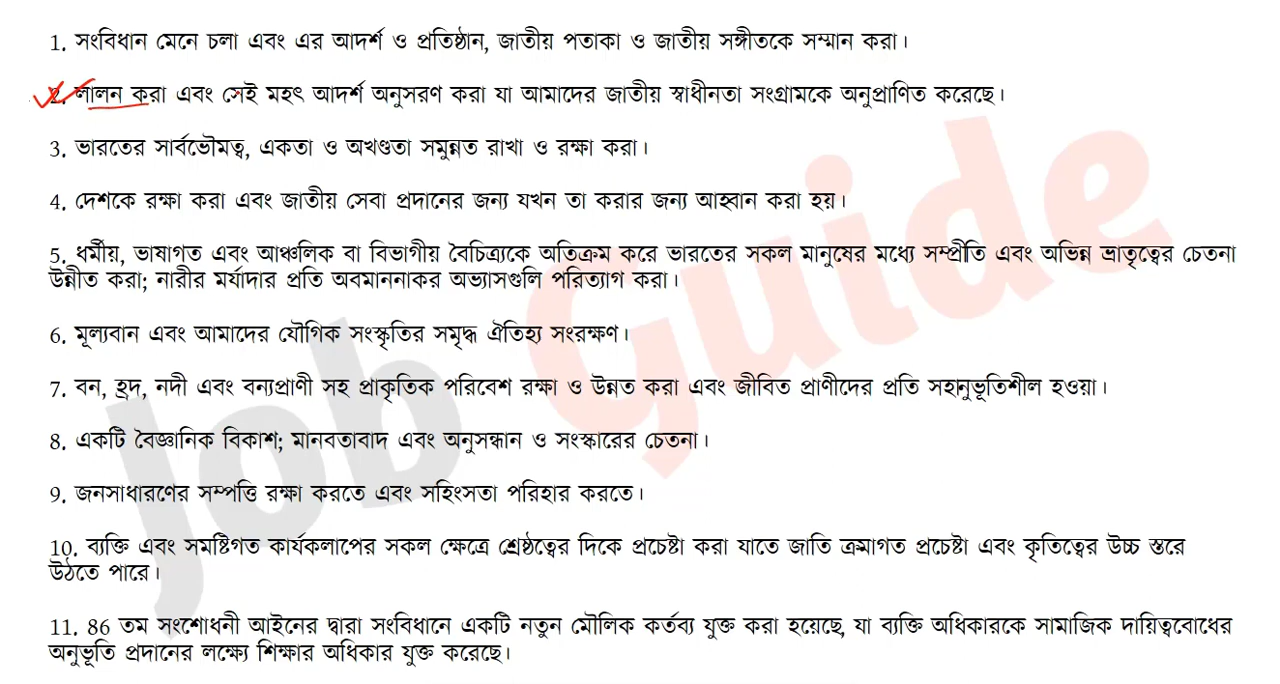 1. সংবিধান মেনে চলা এবং এর আদর্শ ও প্রতিষ্ঠান, জাতীয় পতাকা ও জাতীয় সঙ্গীতকে সম্মান করা।
2. লালন করা এবং সেই মহৎ আদর্শ অনুসরণ করা যা আমাদের জাতীয় স্বাধীনতা সংগ্রামকে অনুপ্রাণিত করেছে।
3. ভারতের সার্বভৌমত্ব, একতা ও অখণ্ডতা সমুন্নত রাখা ও রক্ষা করা।
4. দেশকে রক্ষা করা এবং জাতীয় সেবা প্রদানের জন্য যখন তা করার জন্য আহ্বান করা হয়।
5. ধর্মীয়, ভাষাগত এবং আঞ্চলিক বা বিভাগীয় বৈচিত্র্যকে অতিক্রম করে ভারতের সকল মানুষের মধ্যে সম্প্রীতি এবং অভিন্ন ভ্রাতৃত্বের চেতনা
উন্নীত করা; নারীর মর্যাদার প্রতি অবমাননাকর অভ্যাসগুলি পরিত্যাগ করা।
6. মূল্যবান এবং আমাদের যৌগিক সংস্কৃতির সমৃদ্ধ ঐতিহ্য সংরক্ষণ।
7. বন, হ্রদ, নদী এবং বন্যপ্রাণী সহ প্রাকৃতিক পরিবেশ রক্ষা ও উন্নত করা এবং জীবিত প্রাণীদের প্রতি সহানুভূতিশীল হওয়া।
8. একটি বৈজ্ঞানিক বিকাশ; মানবতাবাদ এবং অনুসন্ধান ও সংস্কারের চেতনা।
9. জনসাধারণের সম্পত্তি রক্ষা করতে এবং সহিংসতা পরিহার করতে।
10. ব্যক্তি এবং সমষ্টিগত কার্যকলাপের সকল ক্ষেত্রে শ্রেষ্ঠত্বের দিকে প্রচেষ্টা করা যাতে জাতি ক্রমাগত প্রচেষ্টা এবং কৃতিত্বের উচ্চ স্তরে
উঠতে পারে।
11. 86 তম সংশোধনী আইনের দ্বারা সংবিধানে একটি নতুন মৌলিক কর্তব্য যুক্ত করা হয়েছে, যা ব্যক্তি অধিকারকে সামাজিক দায়িত্ববোধের
অনুভূতি প্রদানের লক্ষ্যে শিক্ষার অধিকার যুক্ত করেছে।
Job Guide